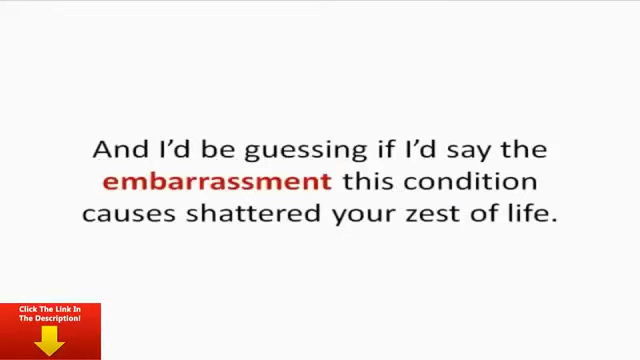 And I'd be guessing if I'd say the
embarrassment this condition
causes shattered your zest of life.
Click The Link In
The Description!